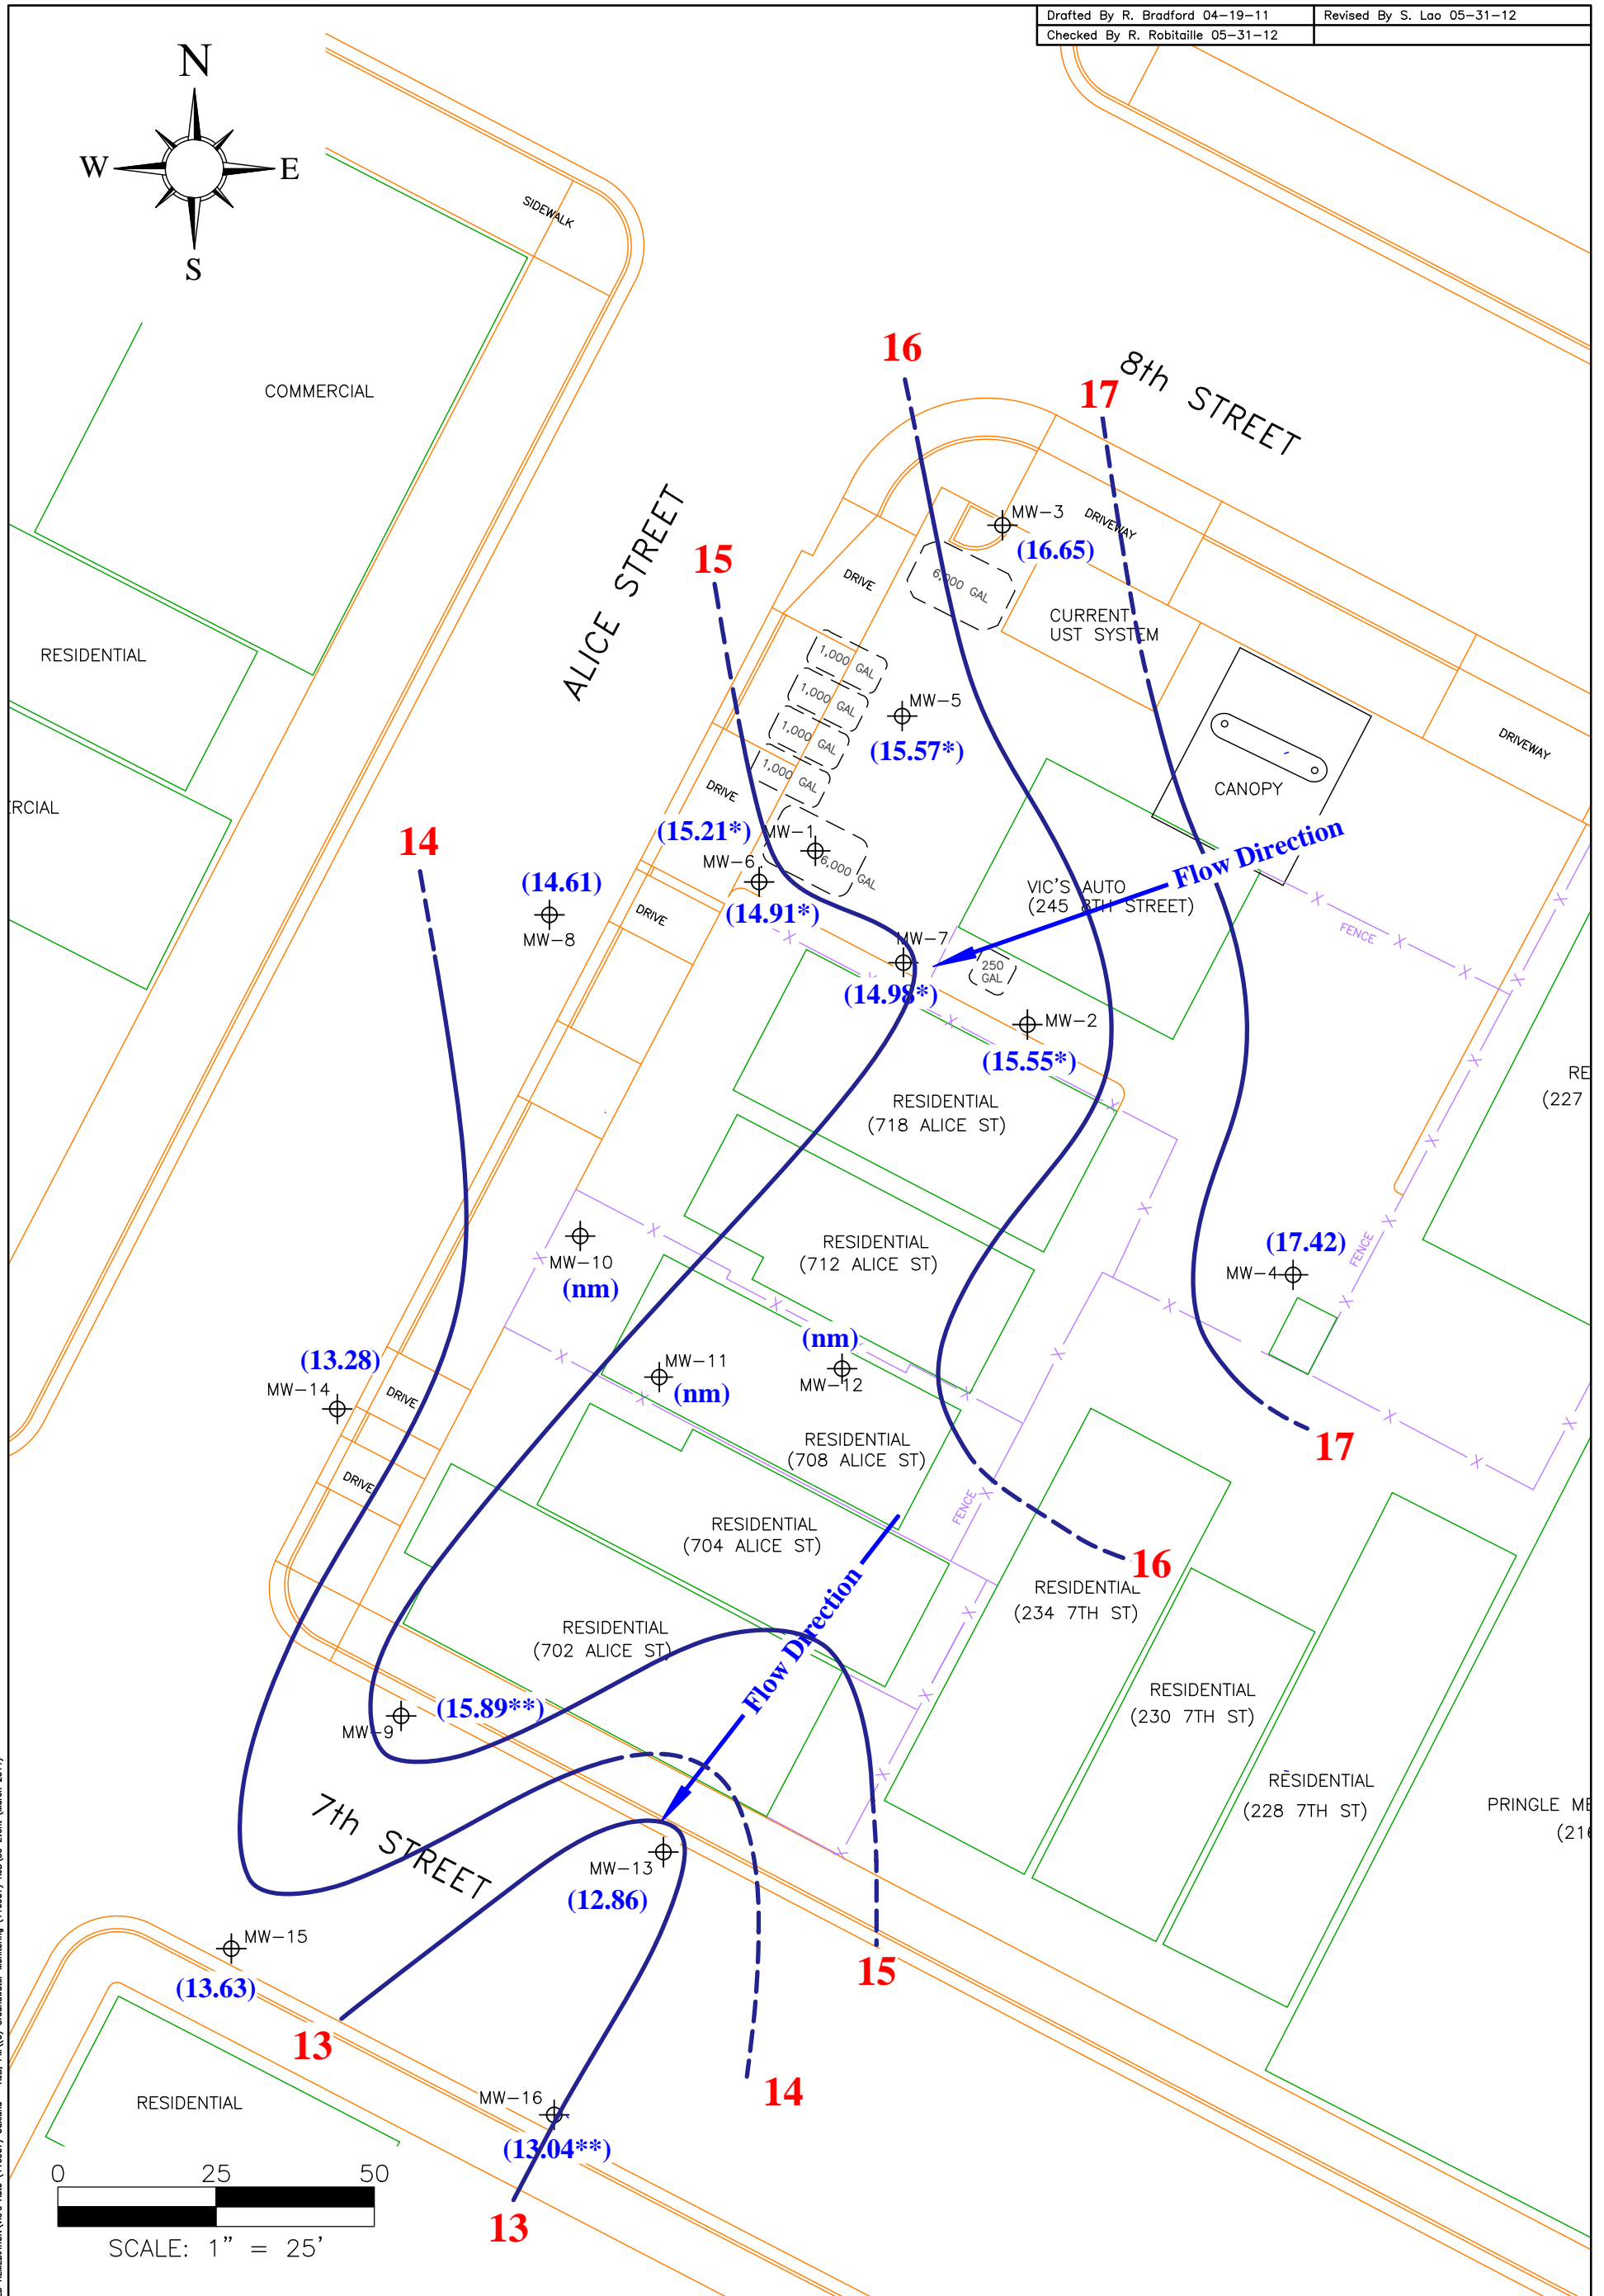 Drafted By R. Bradford 04-19-11
Revised By S. Lao 05-31-12
Checked By R. Robitaille 05-31-12
N
W
E
S
SIDEWALK
COMMERCIAL
16
8th STREET
17
ALICE STREET
MW-3
DRIVEWAY
(16.65)
15
DRIVE
6,000 GAL
CURRENT
UST SYSTEM
RESIDENTIAL
1,000 GAL
1,000 GAL
1,000 GAL
1,000 GAL
MW-5
(15.57*)
DRIVEWAY
CANOPY
DRIVE
(15.21*)
MW-1
6,000 GAL
Flow Direction
14
MW-6
(14.61)
(14.91*)
VIC'S AUTO
(245 8TH STREET)
DRIVE
MW-8
MW-7
FENCE
250
GAL
(14.98*)
MW-2
(15.55*)
RESIDENTIAL
(718 ALICE ST)
RE
(227
RESIDENTIAL
(712 ALICE ST)
(17.42)
MW-4
FENCE
MW-10
(nm)
(nm)
(13.28)
MW-14
MW-11
(nm)
MW-12
DRIVE
RESIDENTIAL
(708 ALICE ST)
17
DRIVE
FENCE
RESIDENTIAL
(704 ALICE ST)
16
RESIDENTIAL
(234 7TH ST)
Flow Direction
RESIDENTIAL
(702 ALICE ST)
(15.89**)
MW-9
RESIDENTIAL
(230 7TH ST)
RESIDENTIAL
(228 7TH ST)
PRINGLE ME
(216
7th STREET
MW-13
(12.86)
MW-15
(13.63)
15
13
14
RESIDENTIAL
MW-16
(13.04**)
0 25 50
13
SCALE: 1" = 25'